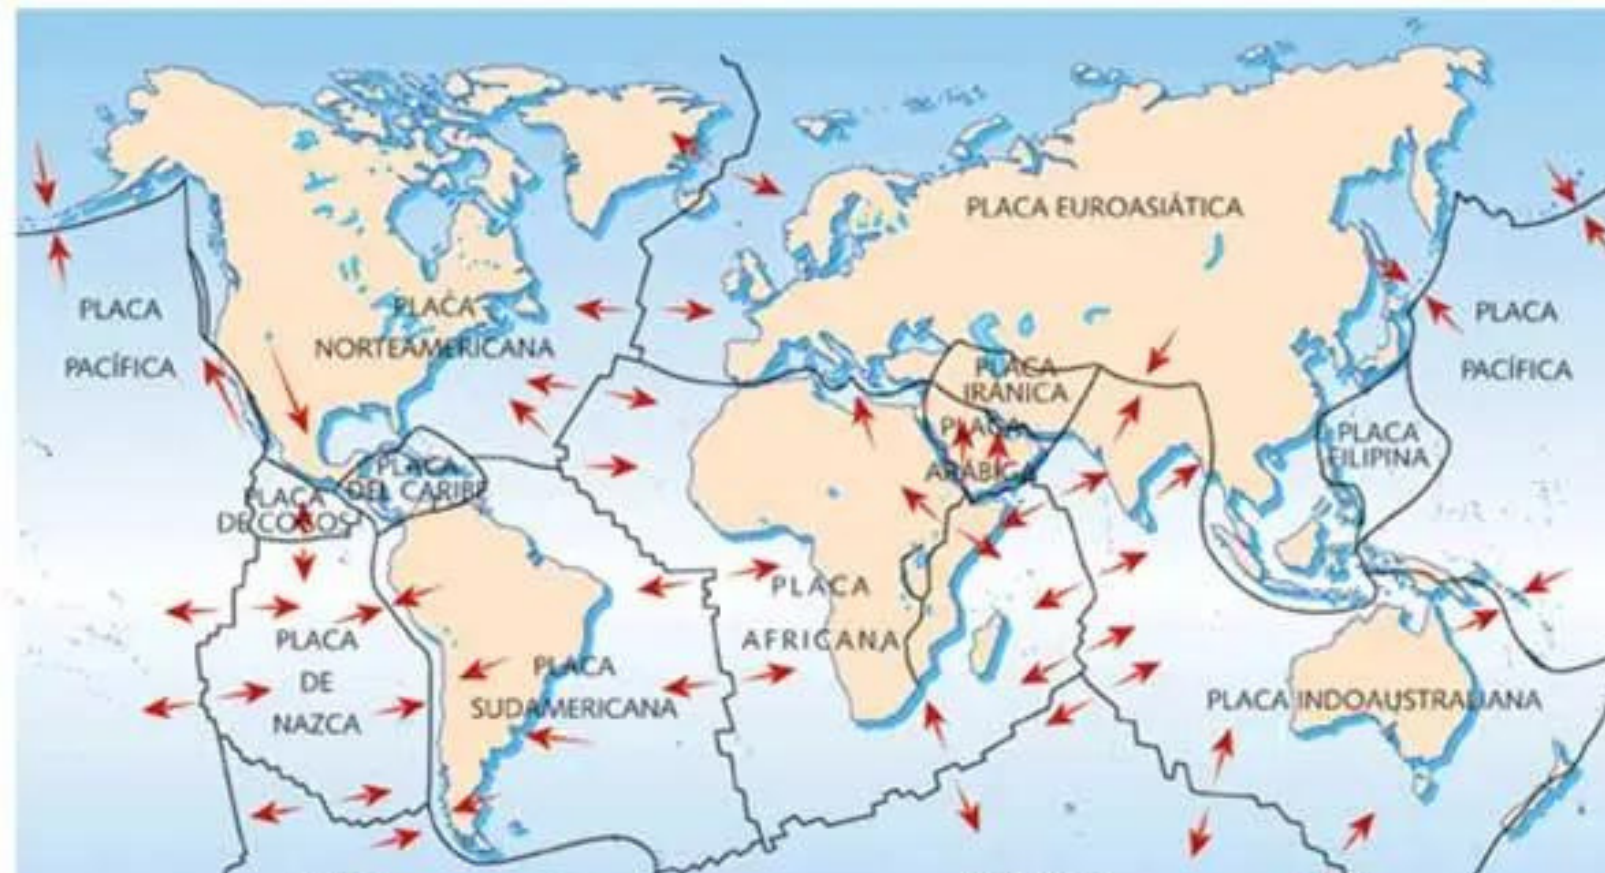 PLACA EUROASIÁTICA
PLACA
PACÍFICA
PLACA
NORTEAMERICANA
PLACA
PACÍFICA
PLACA
IRÁNICA
PLACA
ARÁBICA
PLACA
FILIPINA
PLACA
DEL CARIBE
PLACA
DE COCOS
PLACA
AFRICANA
PLACA
DE
NAZCA
PLACA
SUDAMERICANA
PLACA INDOAUSTRALIANA